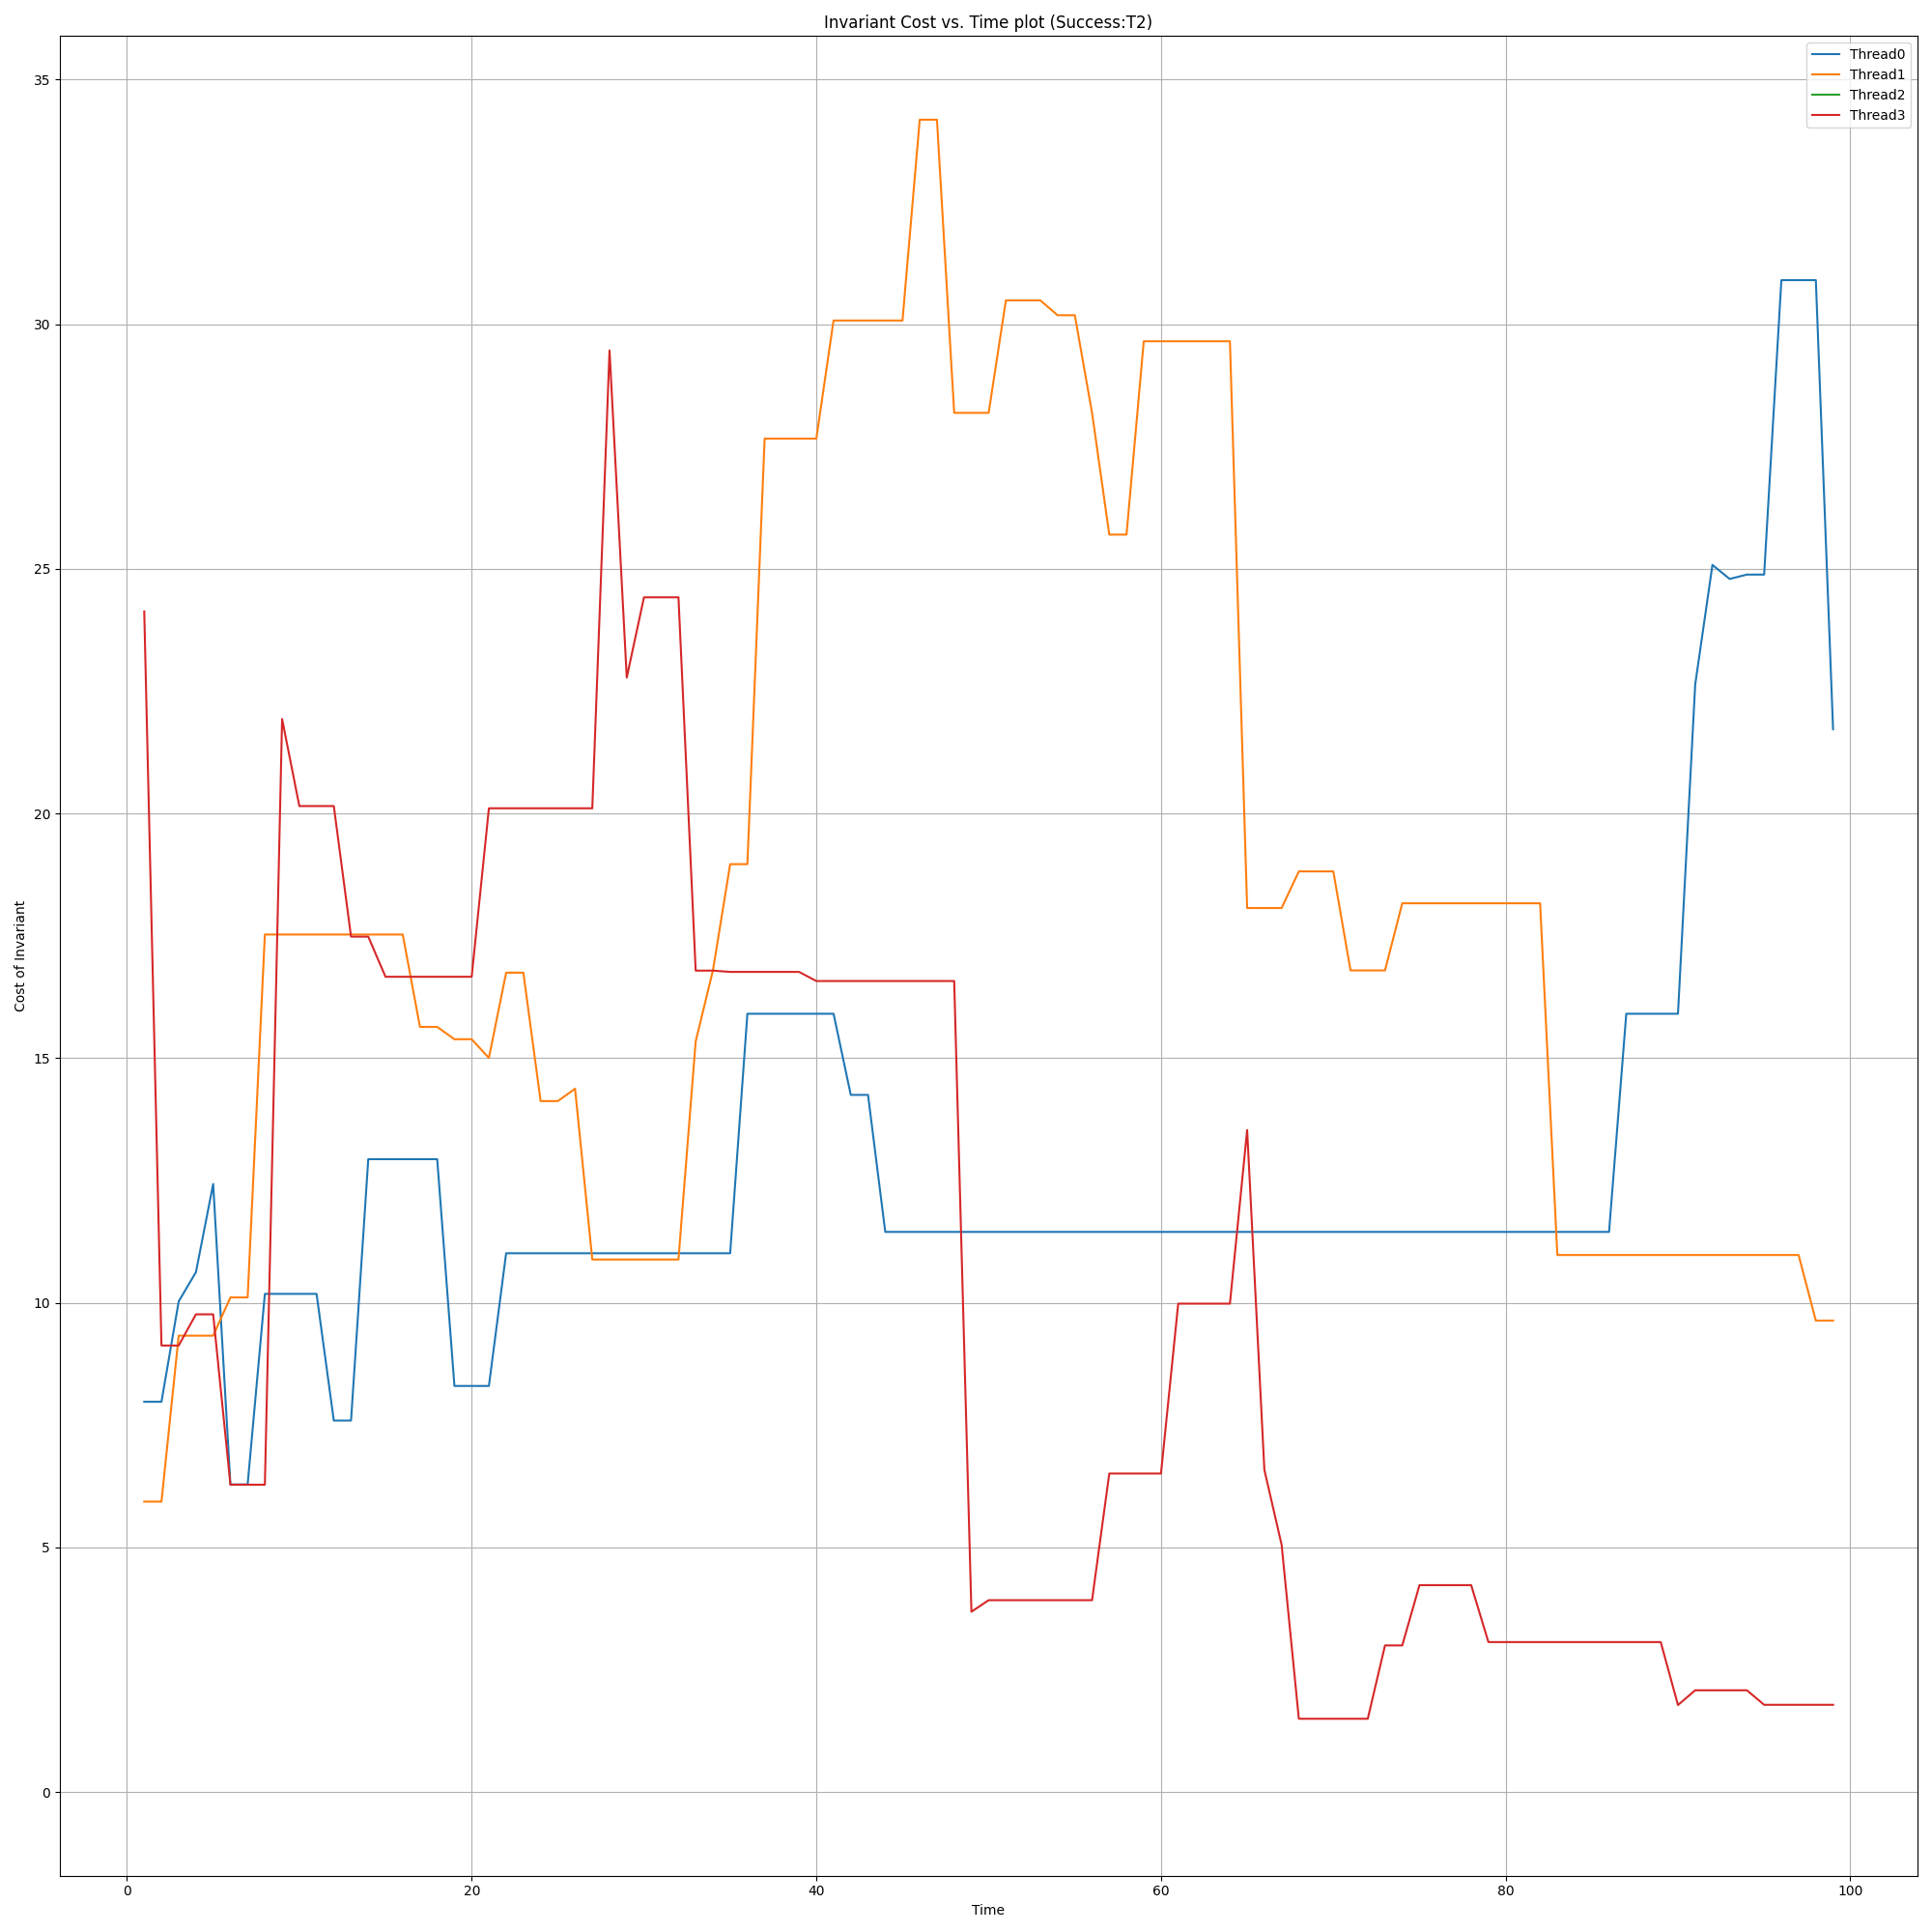 Invariant Cost vs. Time plot (Success:T2)
Thread0
Thread1
Thread2
Thread3
35
30
25
20
15
10
5
0
Cost of Invariant
0 20 40 60 80 100
Time